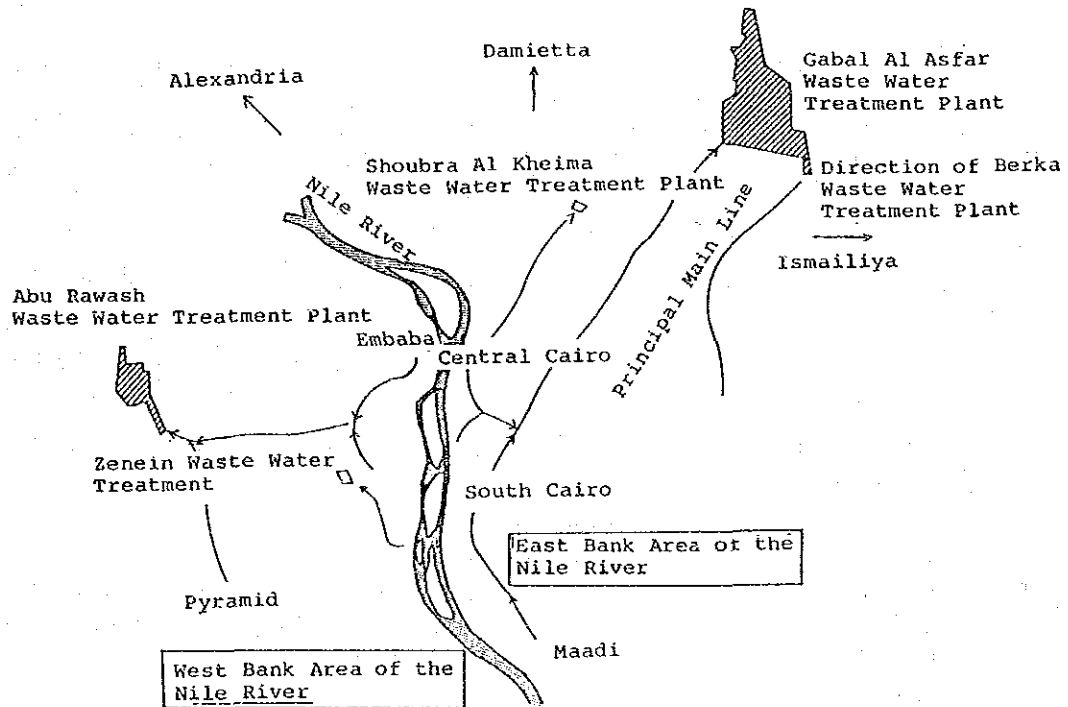 Damietta
Alexandria
Gabal Al Asfar
Waste Water
Treatment Plant
Shoubra Al Kheima
Waste Water Treatment Plant
Direction of Berka
Waste Water
Treatment Plant
Ismailiya
Nile River
Principal Main Line
Abu Rawash
Waste Water Treatment Plant
Embaba
Central Cairo
Zenein Waste Water
Treatment
South Cairo
East Bank Area of the
Nile River
Pyramid
Maadi
West Bank Area of the
Nile River